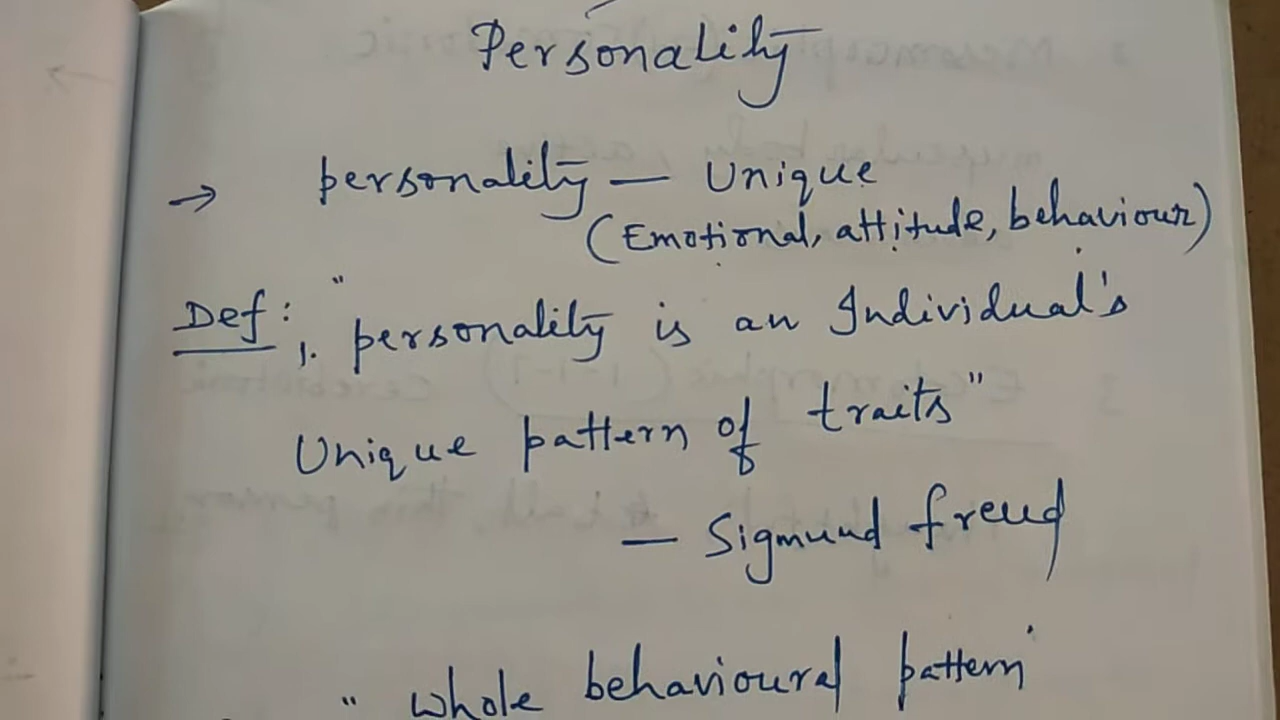 Personality
→ personality — Unique
(Emotional, attitude, behaviour)
Def: 1. "personality is an Individual's
Unique pattern of traits"
— Sigmund freud
" whole behavioural pattern